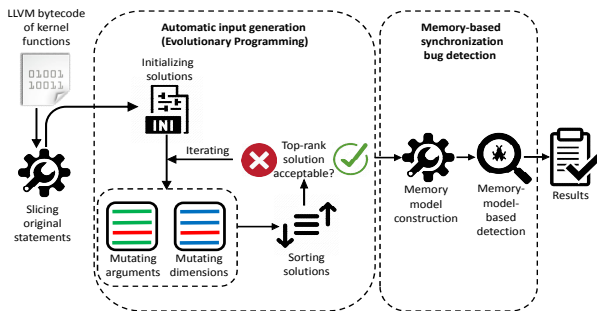 LLVM bytecode
of kernel
functions
01001
10011
Slicing
original
statements
Automatic input generation
(Evolutionary Programming)
Initializing
solutions
INI
Iterating
Top-rank
solution
acceptable?
Mutating
arguments
Mutating
dimensions
Sorting
solutions
Memory-based
synchronization
bug detection
Memory
model
construction
Memory-
model-based
detection
Results